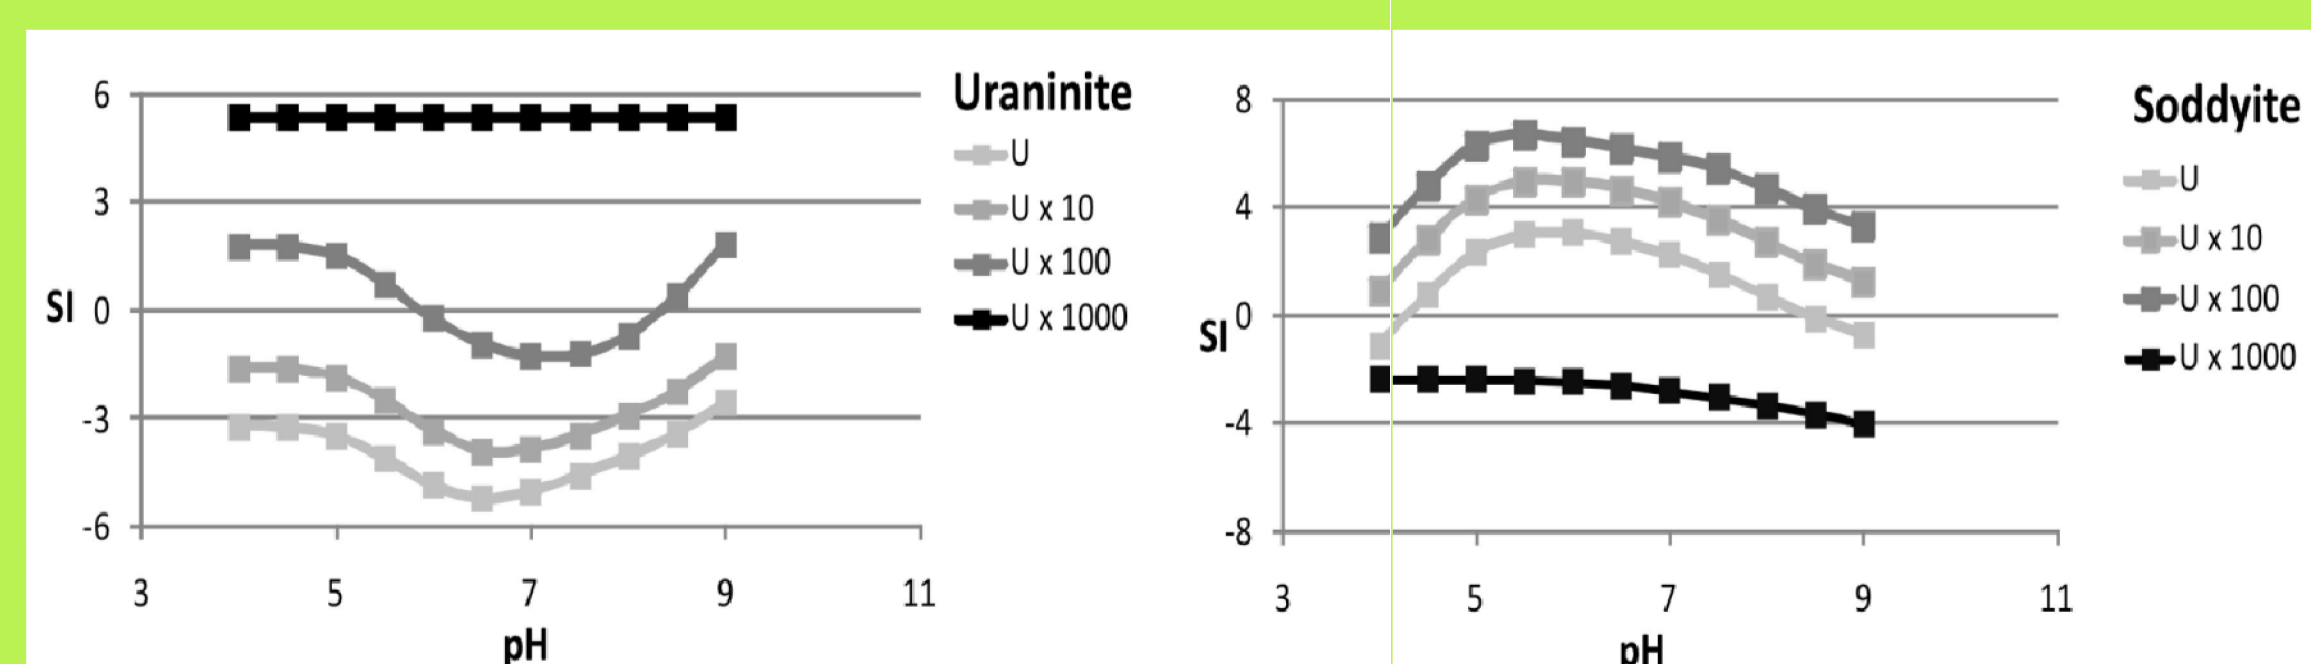 Uraninite
6
3
SI 0
-3
-6
3 5 7 9 11
pH
U
U x 10
U x 100
U x 1000
Soddyite
8
4
SI 0
-4
-8
3 5 7 9 11
pH
U
U x 10
U x 100
U x 1000